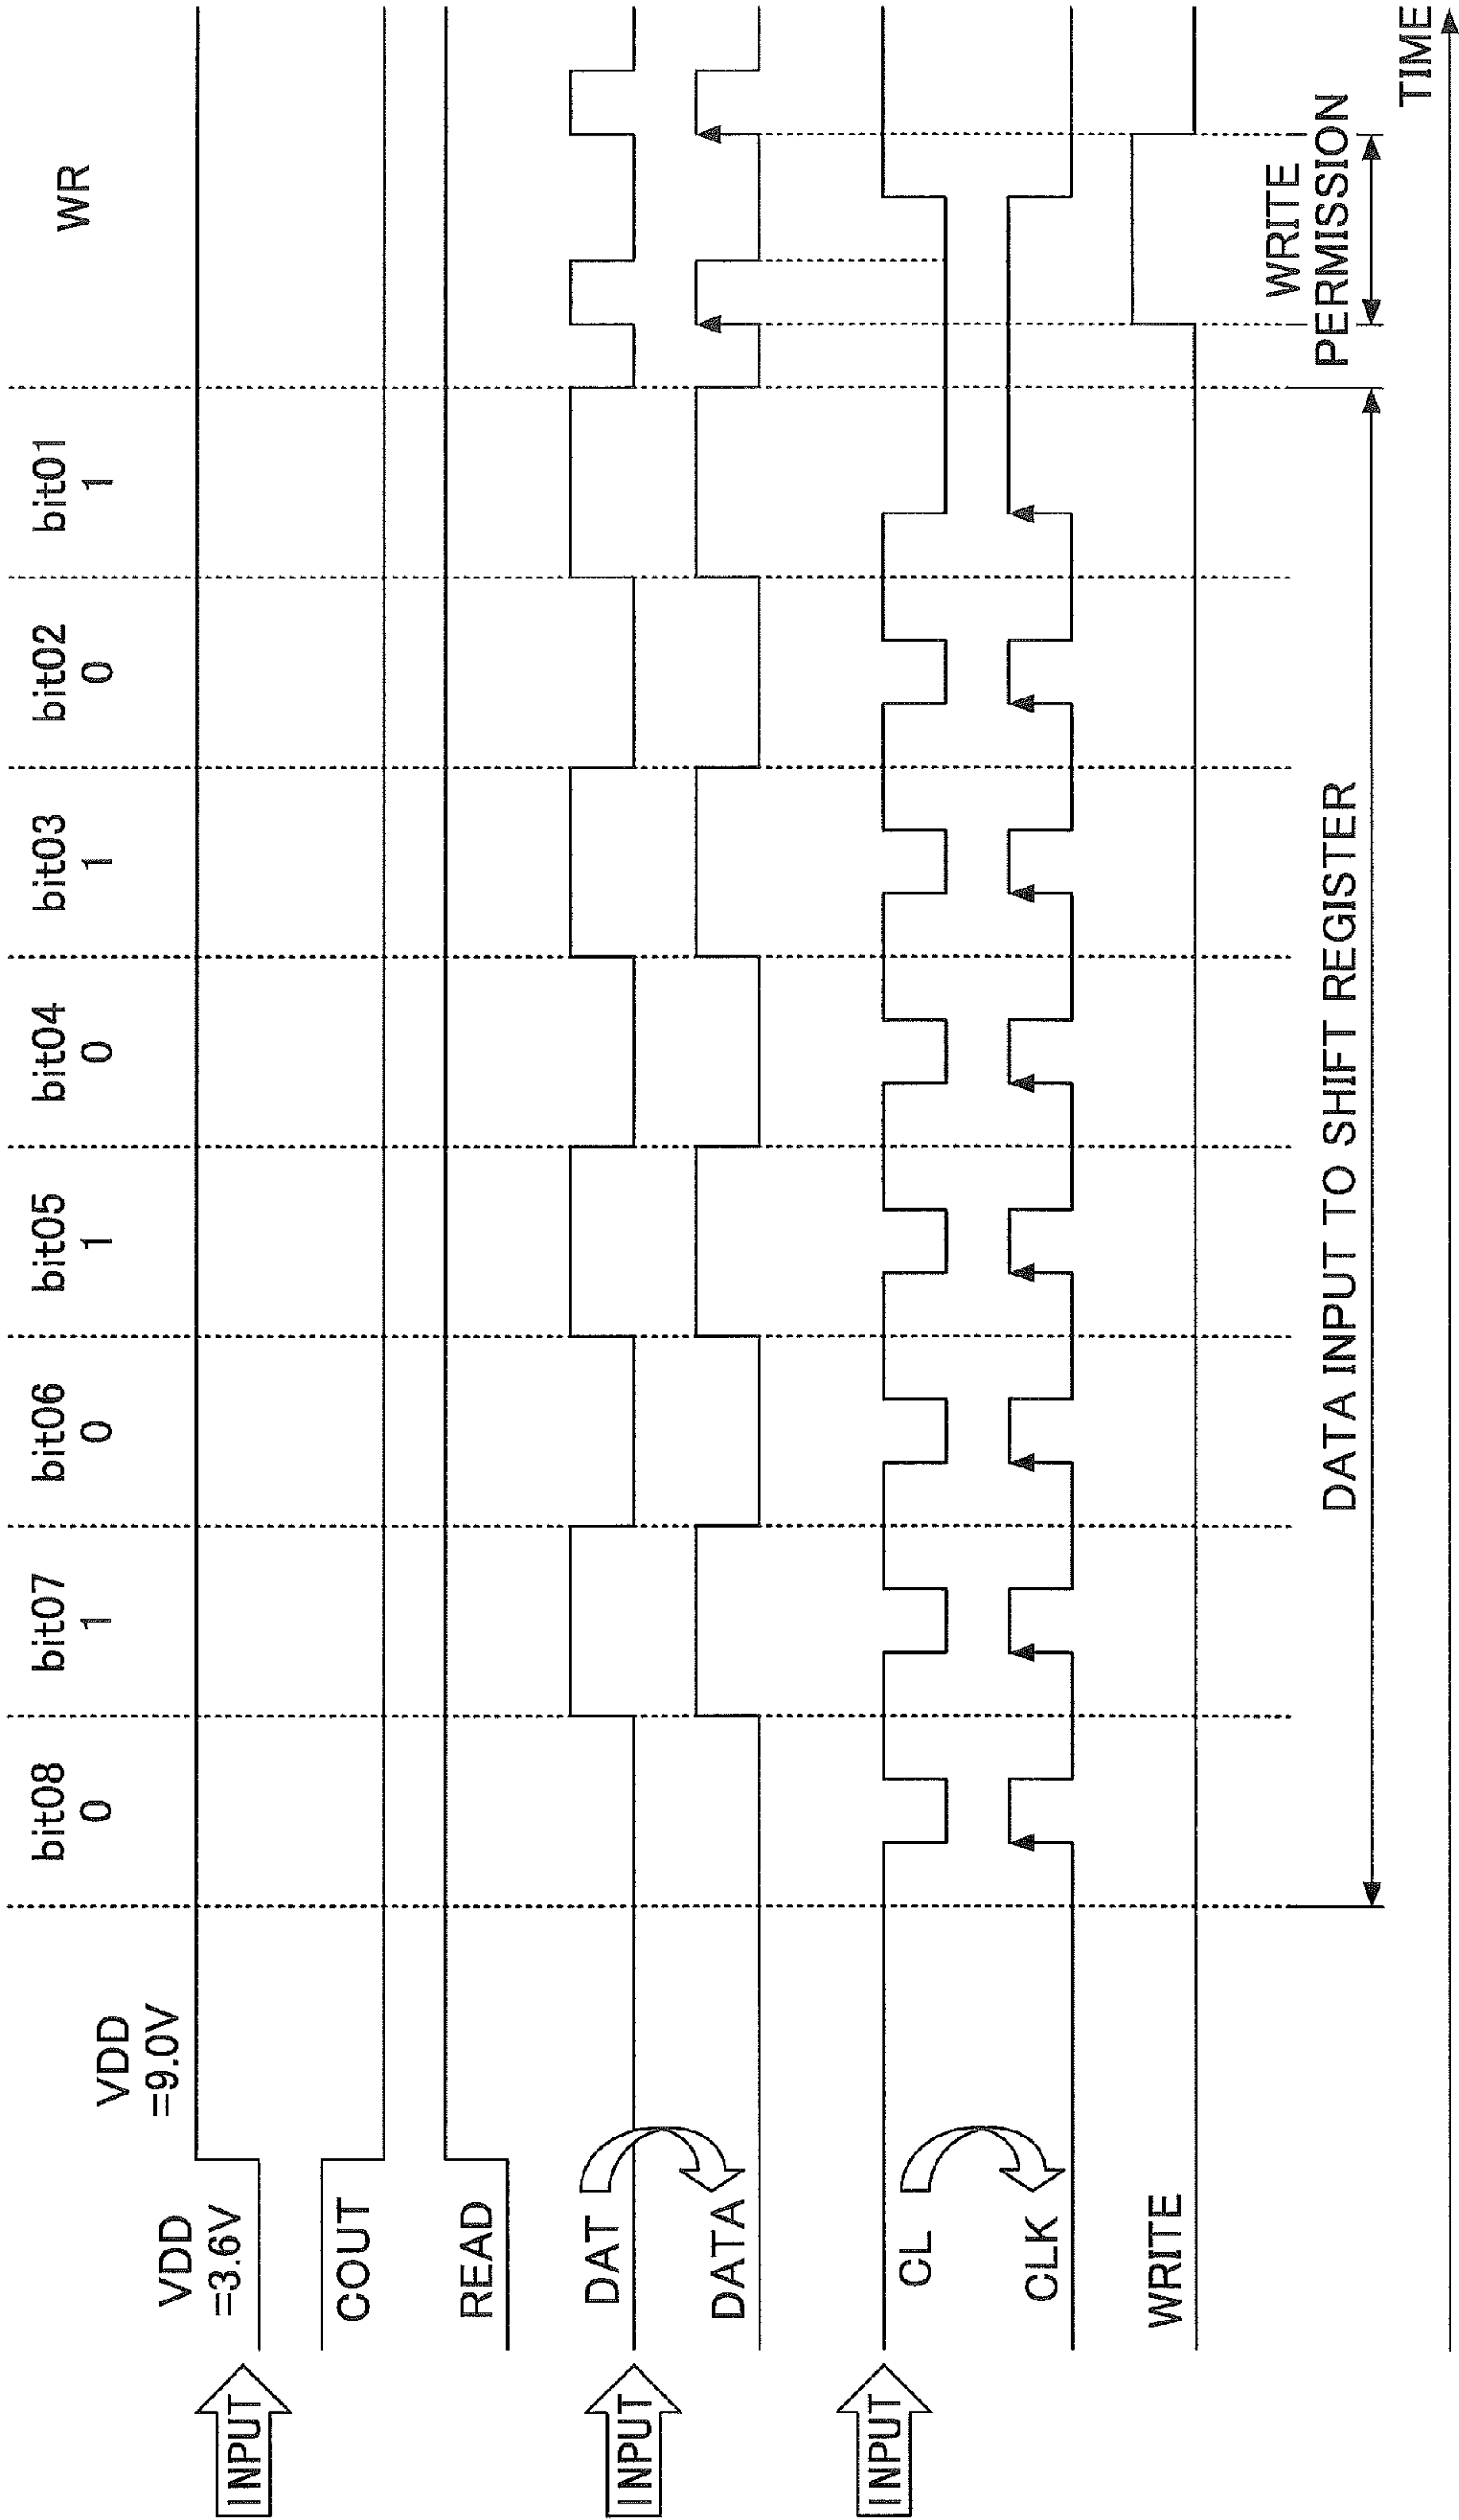 bit08
0
bit07
1
bit06
0
bit05
1
bit04
0
bit03
1
bit02
0
bit01
1
WR
VDD
=9.0V
INPUT
VDD
=3.6V
COUT
READ
INPUT
DAT
DATA
INPUT
CL
CLK
WRITE
WRITE
PERMISSION
DATA INPUT TO SHIFT REGISTER
TIME